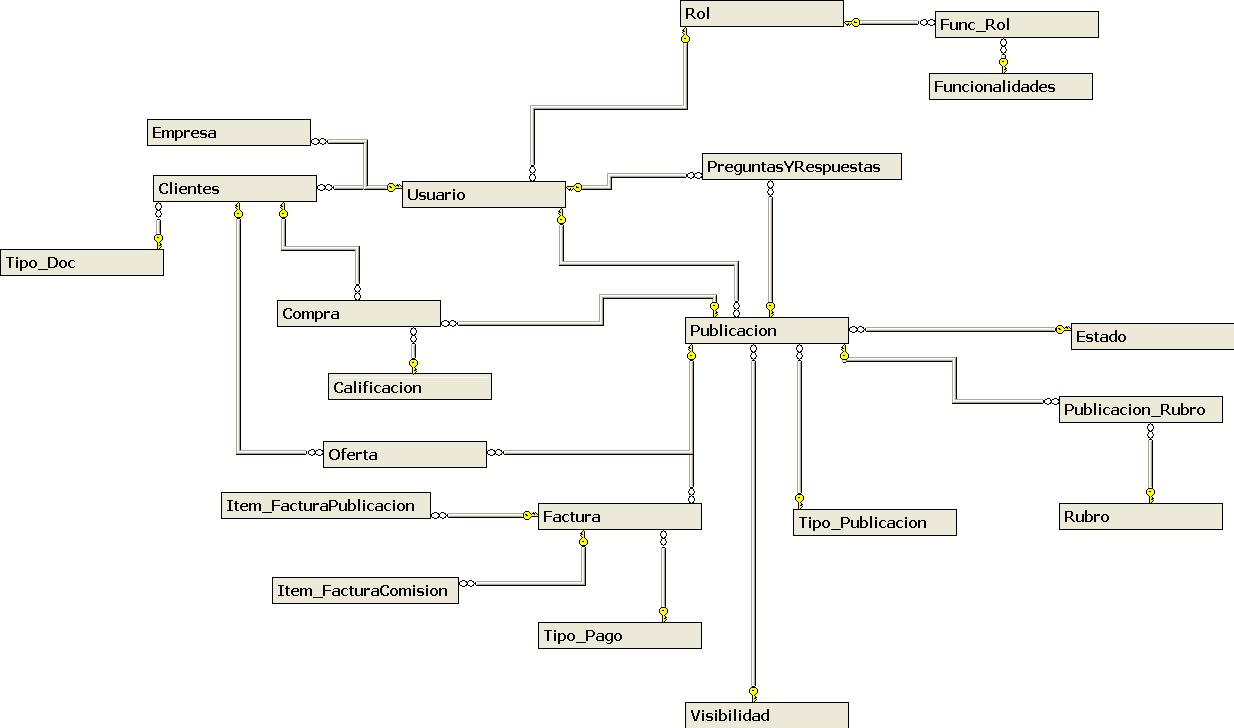 Rol
Func_Rol
Funcionalidades
Empresa
PreguntasYRespuestas
Clientes
Usuario
Tipo_Doc
Compra
Publicacion
Estado
Calificacion
Publicacion_Rubro
Oferta
Item_FacturaPublicacion
Factura
Tipo_Publicacion
Rubro
Item_FacturaComision
Tipo_Pago
Visibilidad